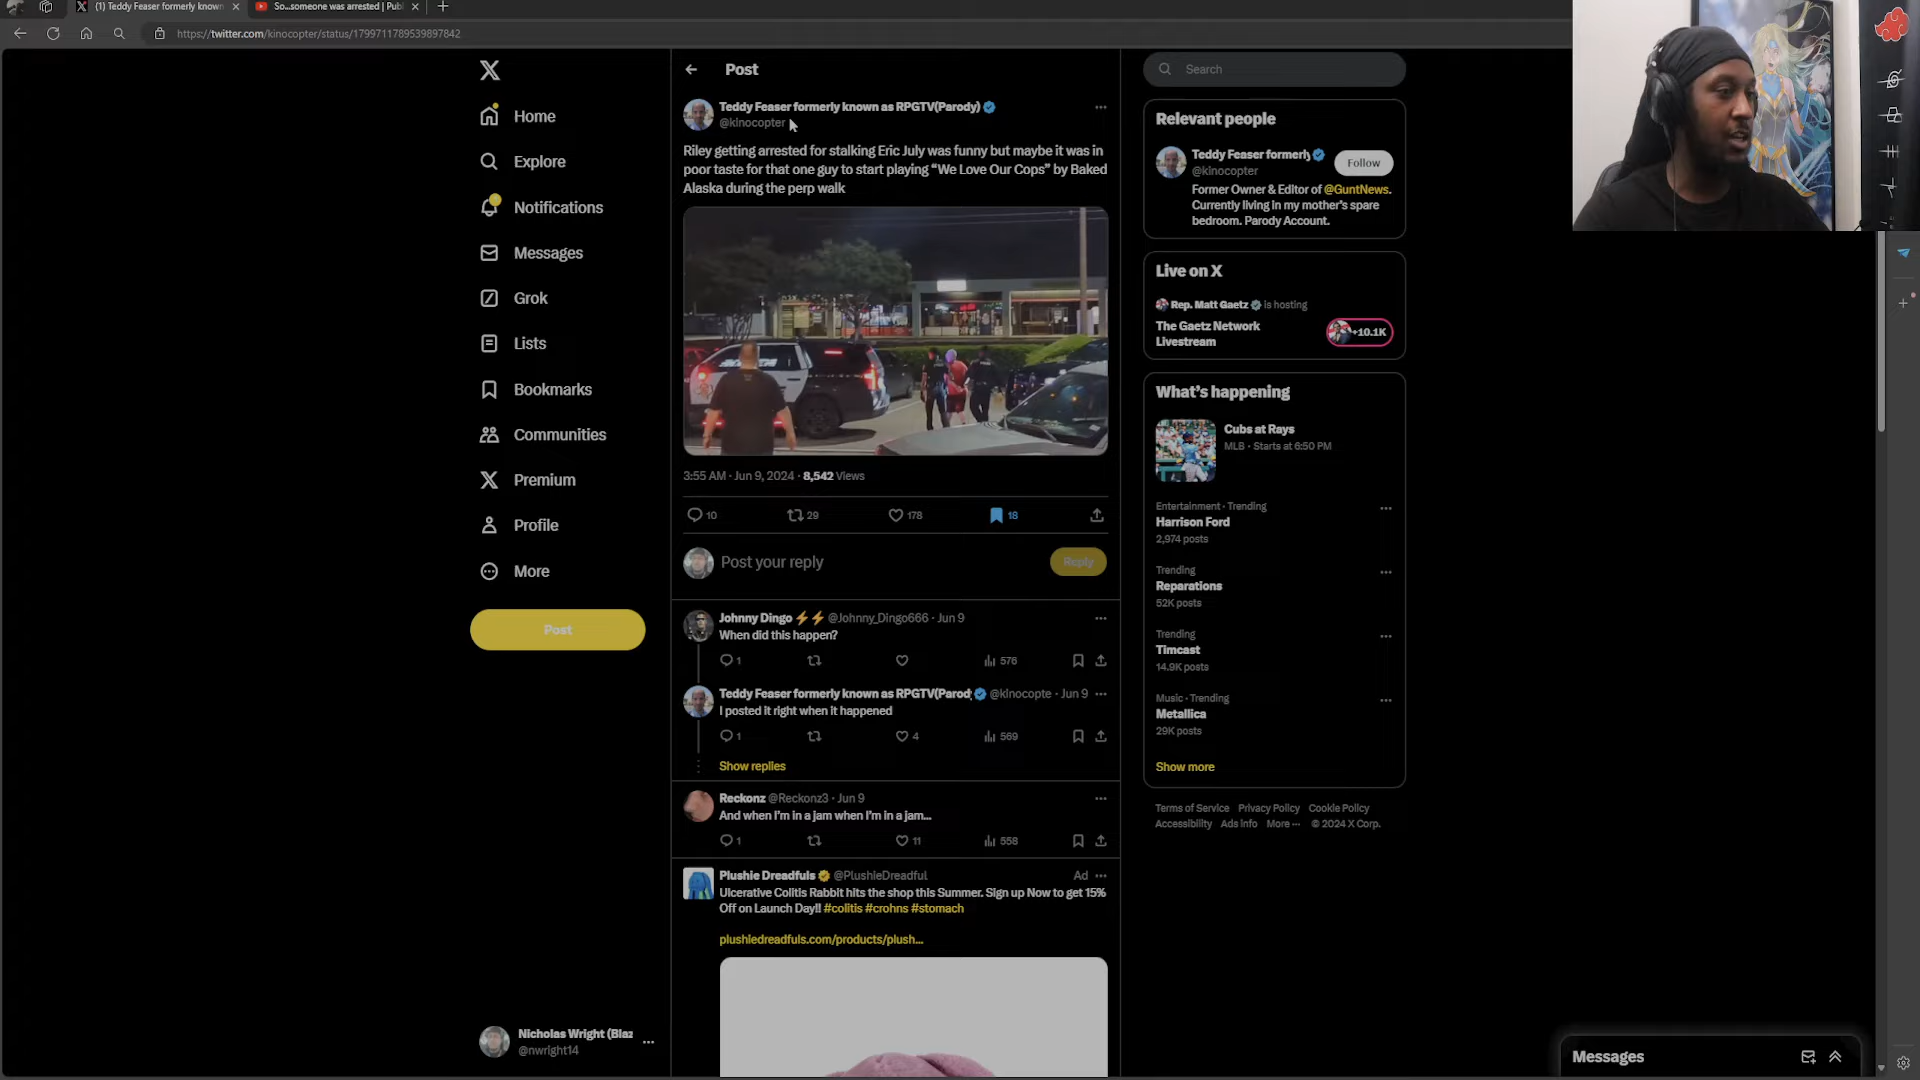 (1) Teddy Feaser formerly known
So...someone was arrested | Pub
https://twitter.com/kinocopter/status/1799711789539897842
Home
Explore
Notifications
Messages
Grok
Lists
Bookmarks
Communities
Premium
Profile
More
Post
Nicholas Wright (Blaz
@nwright14
Post
Teddy Feaser formerly known as RPGTV(Parody)
@kinocopter
Riley getting arrested for stalking Eric July was funny but maybe it was in
poor taste for that one guy to start playing “We Love Our Cops” by Baked
Alaska during the perp walk
3:55 AM · Jun 9, 2024 · 8,542 Views
10 29 178 18
Post your reply
Reply
Johnny Dingo ⚡⚡ @Johnny_Dingo666 · Jun 9
When did this happen?
1 576
Teddy Feaser formerly known as RPGTV(Parod @kinocopte · Jun 9
I posted it right when it happened
1 4 569
Show replies
Reckonz @Reckonz3 · Jun 9
And when I'm in a jam when I'm in a jam...
1 11 558
Plushie Dreadfuls @PlushieDreadful Ad
Ulcerative Colitis Rabbit hits the shop this Summer. Sign up Now to get 15%
Off on Launch Day!! #colitis #crohns #stomach
plushiedreadfuls.com/products/plush...
Search
Relevant people
Teddy Feaser formerly
@kinocopter
Follow
Former Owner & Editor of @GuntNews.
Currently living in my mother's spare
bedroom. Parody Account.
Live on X
Rep. Matt Gaetz is hosting
The Gaetz Network
Livestream
+10.1K
What's happening
Cubs at Rays
MLB · Starts at 6:50 PM
Entertainment · Trending
Harrison Ford
2,974 posts
Trending
Reparations
52K posts
Trending
Timcast
14.9K posts
Music · Trending
Metallica
29K posts
Show more
Terms of Service Privacy Policy Cookie Policy
Accessibility Ads info More ··· © 2024 X Corp.
Messages